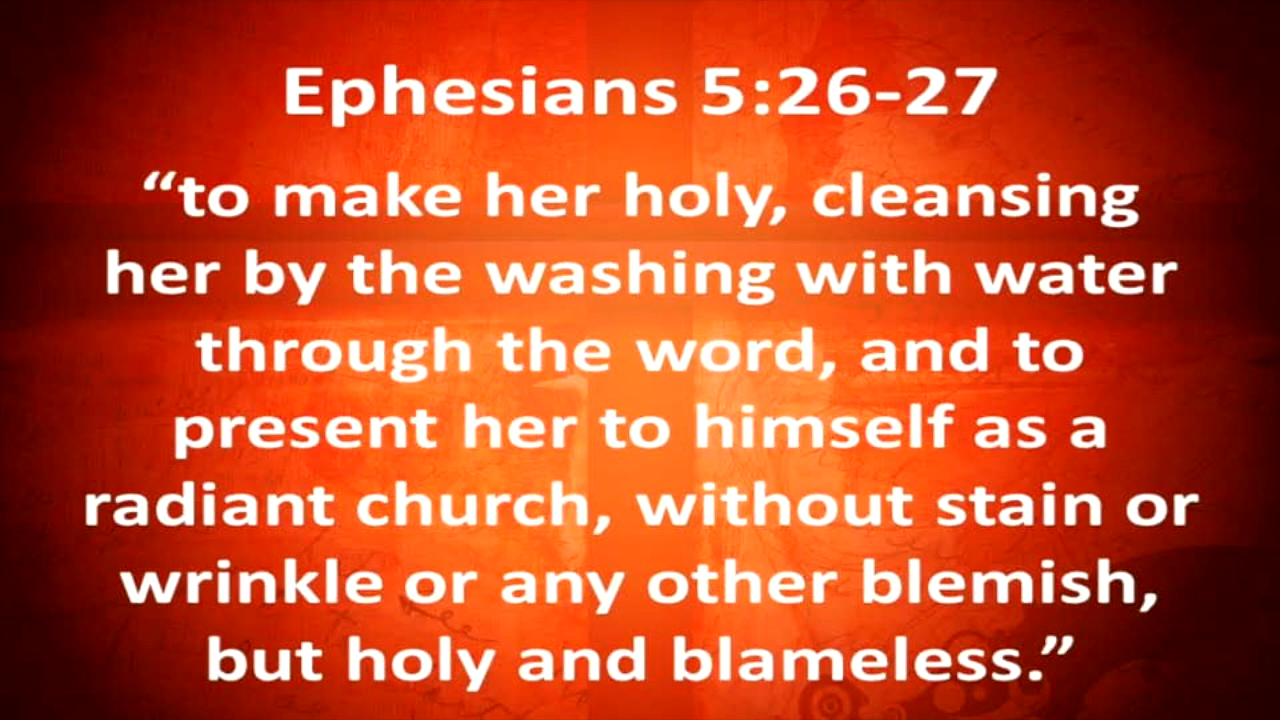 Ephesians 5:26-27
“to make her holy, cleansing
her by the washing with water
through the word, and to
present her to himself as a
radiant church, without stain or
wrinkle or any other blemish,
but holy and blameless.”